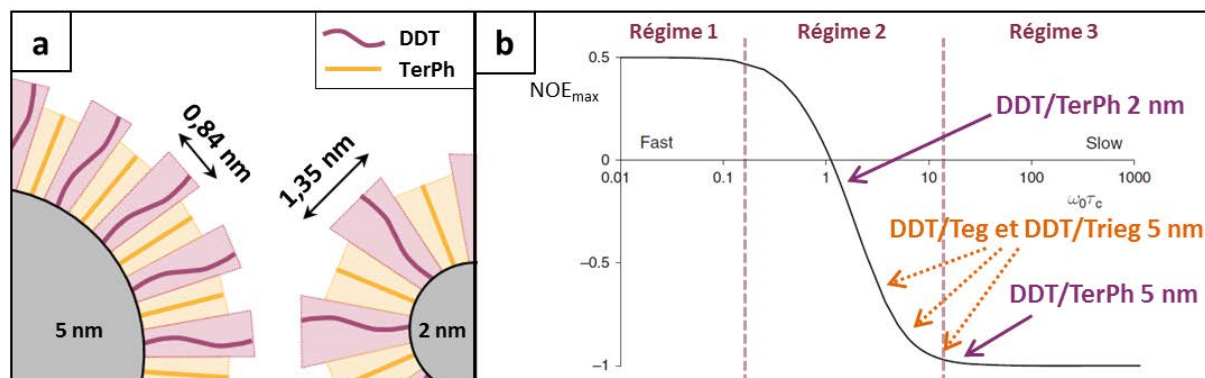 a
DDT
TerPh
0,84 nm
1,35 nm
5 nm
2 nm
b
Régime 1
Régime 2
Régime 3
NOEmax
0.5
0
−0.5
−1
Fast
Slow
0.01
0.1
1
10
100
1000
ω0τc
DDT/TerPh 2 nm
DDT/Teg et DDT/Trieg 5 nm
DDT/TerPh 5 nm